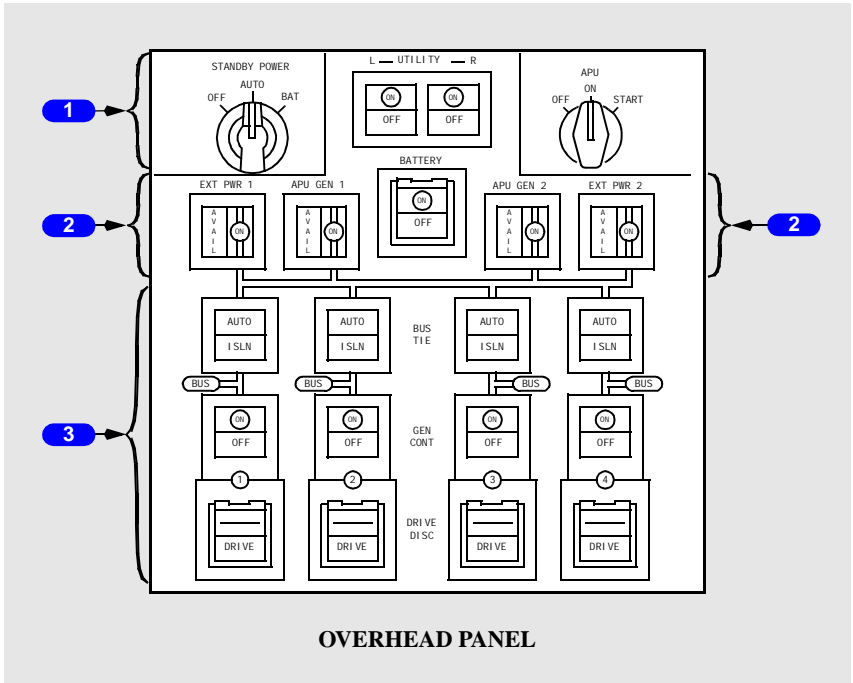 L UTILITY R
STANDBY POWER
APU
AUTO
ON
OFF BAT
OFF START
ON ON
OFF OFF
1
BATTERY
EXT PWR 1 APU GEN 1 APU GEN 2 EXT PWR 2
ON
OFF
AVAIL ON AVAIL ON AVAIL ON AVAIL ON
2 2
AUTO AUTO AUTO AUTO
BUS
TIE
ISLN ISLN ISLN ISLN
BUS BUS BUS BUS
ON ON ON ON
GEN
CONT
OFF OFF OFF OFF
3
1 2 3 4
DRIVE
DISC
DRIVE DRIVE DRIVE DRIVE
OVERHEAD PANEL